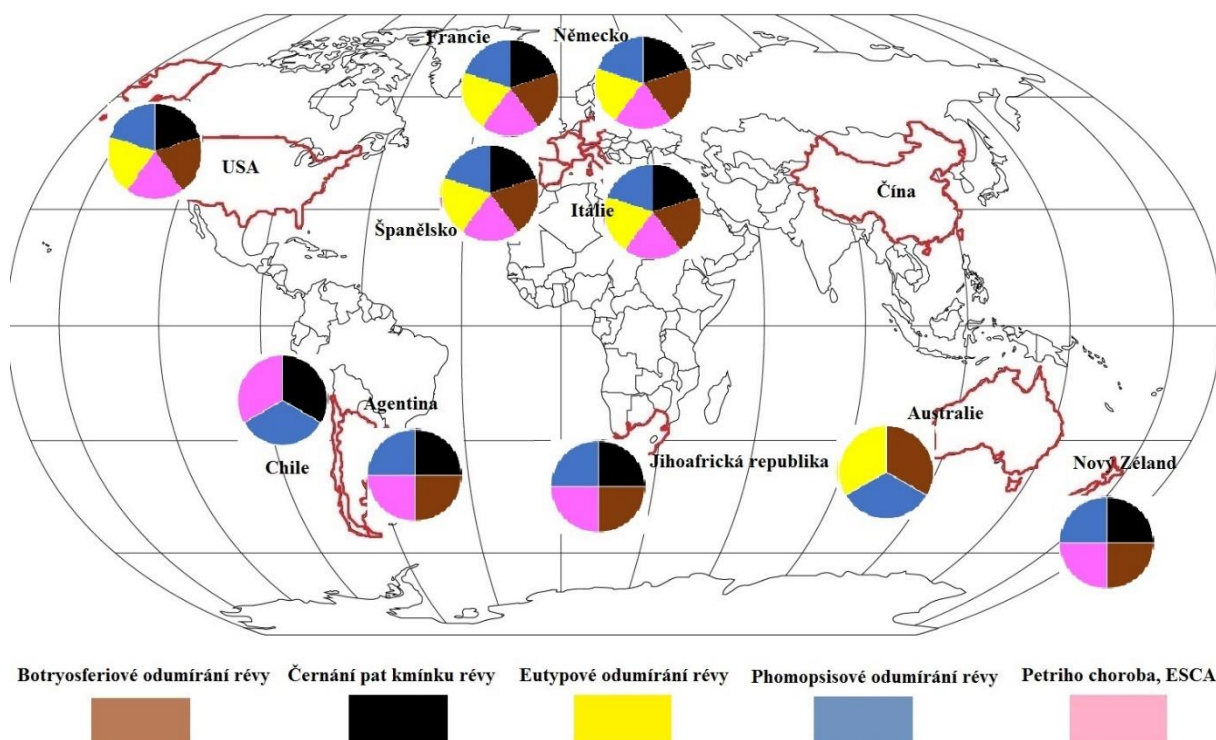 Francie
Německo
USA
Čína
Španělsko
Itálie
Agentina
Australie
Chile
Jihoafrická republika
Nový Zéland
Botryosferiové odumírání révy
Černání pat kmínku révy
Eutypové odumírání révy
Phomopsisové odumírání révy
Petriho choroba, ESCA